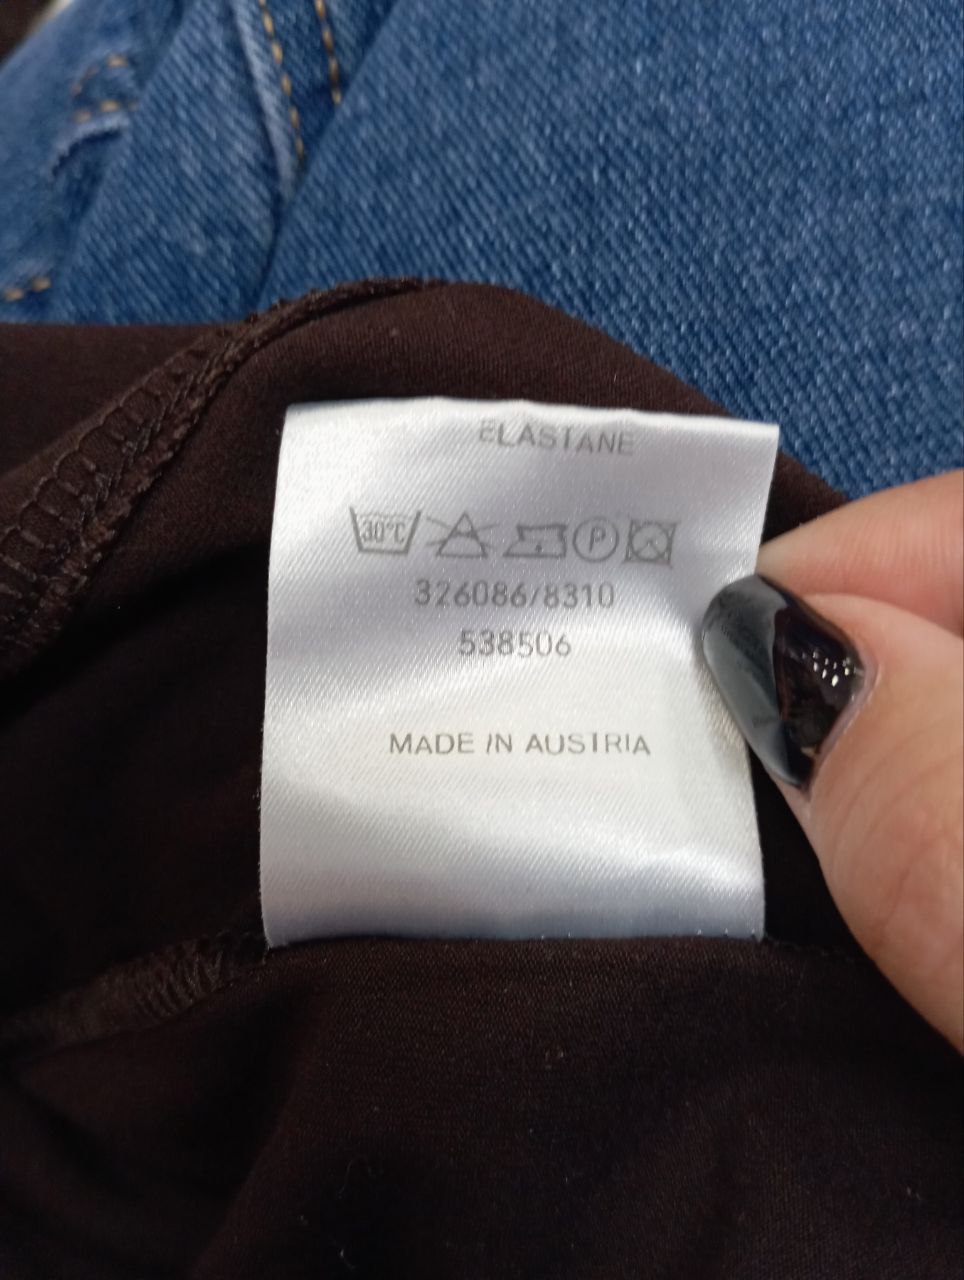 ELASTANE
30°C P
326086/8310
538506
MADE IN AUSTRIA